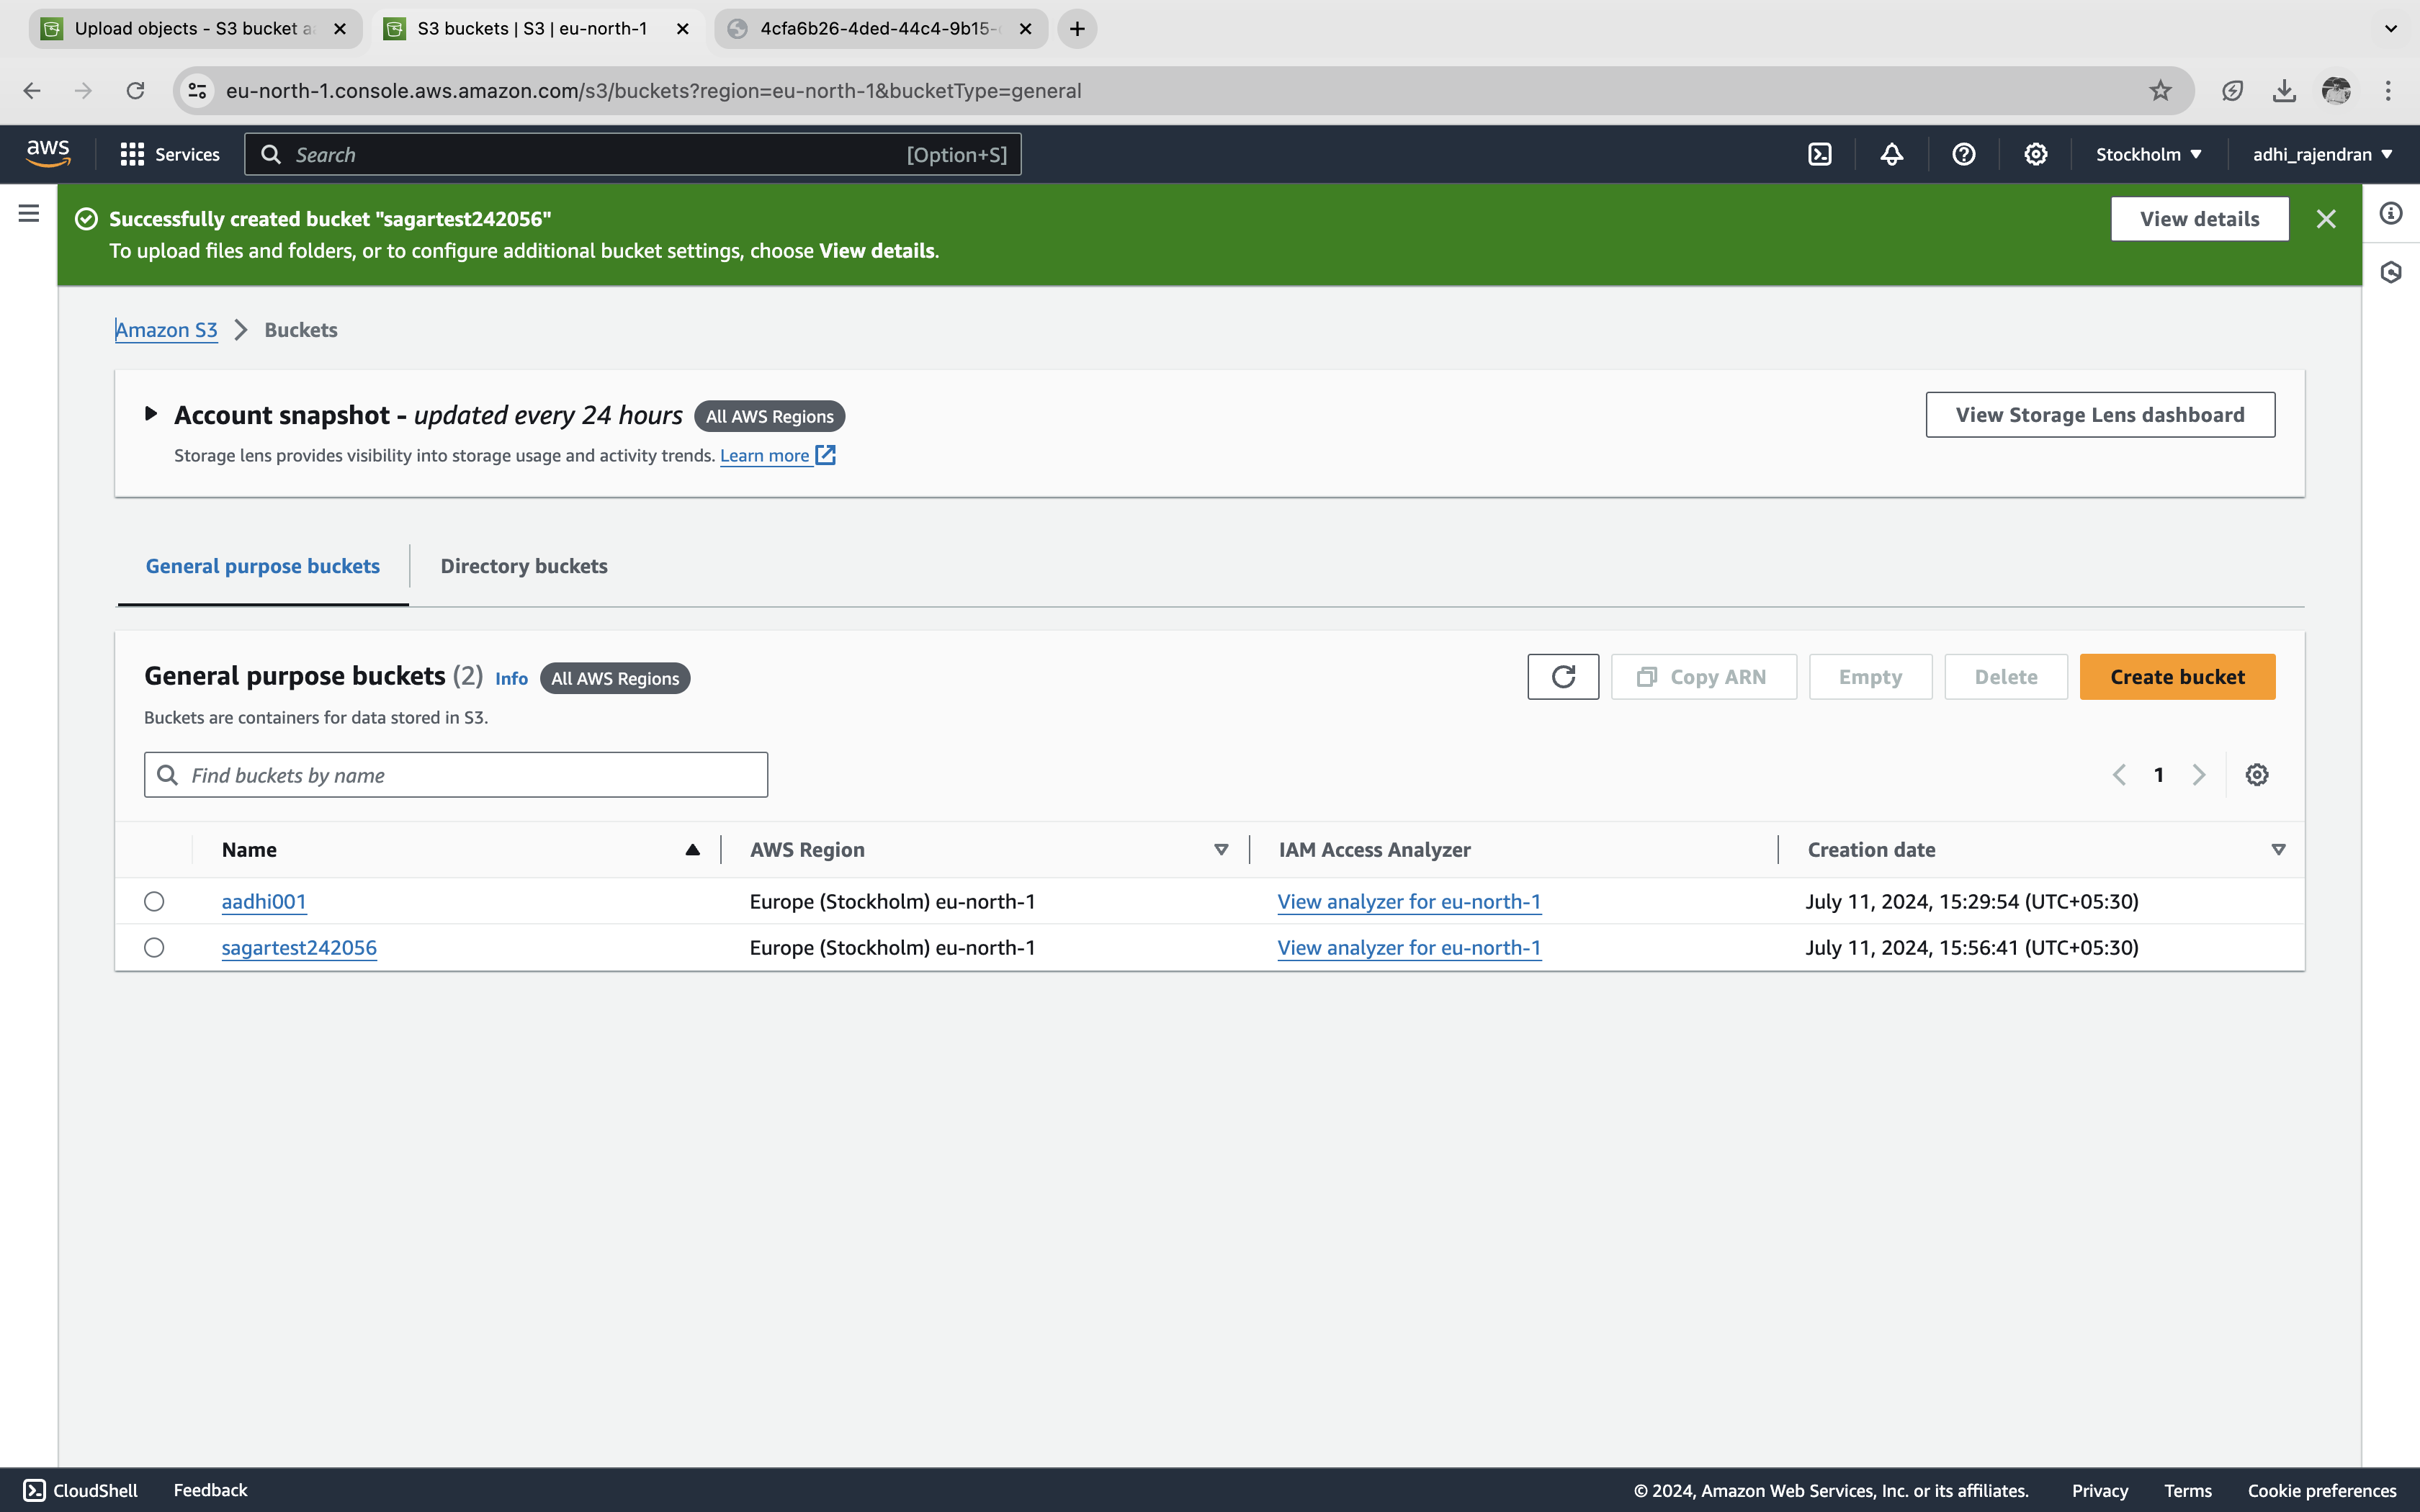 Upload objects - S3 bucket a
S3 buckets | S3 | eu-north-1
4cfa6b26-4ded-44c4-9b15-
eu-north-1.console.aws.amazon.com/s3/buckets?region=eu-north-1&bucketType=general
aws
Services
Search
[Option+S]
Stockholm
adhi_rajendran
Successfully created bucket "sagartest242056"
To upload files and folders, or to configure additional bucket settings, choose View details.
View details
Amazon S3
Buckets
Account snapshot - updated every 24 hours
All AWS Regions
View Storage Lens dashboard
Storage lens provides visibility into storage usage and activity trends. Learn more
General purpose buckets
Directory buckets
General purpose buckets (2)
Info
All AWS Regions
Copy ARN
Empty
Delete
Create bucket
Buckets are containers for data stored in S3.
Find buckets by name
1
Name
AWS Region
IAM Access Analyzer
Creation date
aadhi001
Europe (Stockholm) eu-north-1
View analyzer for eu-north-1
July 11, 2024, 15:29:54 (UTC+05:30)
sagartest242056
Europe (Stockholm) eu-north-1
View analyzer for eu-north-1
July 11, 2024, 15:56:41 (UTC+05:30)
CloudShell
Feedback
© 2024, Amazon Web Services, Inc. or its affiliates.
Privacy
Terms
Cookie preferences